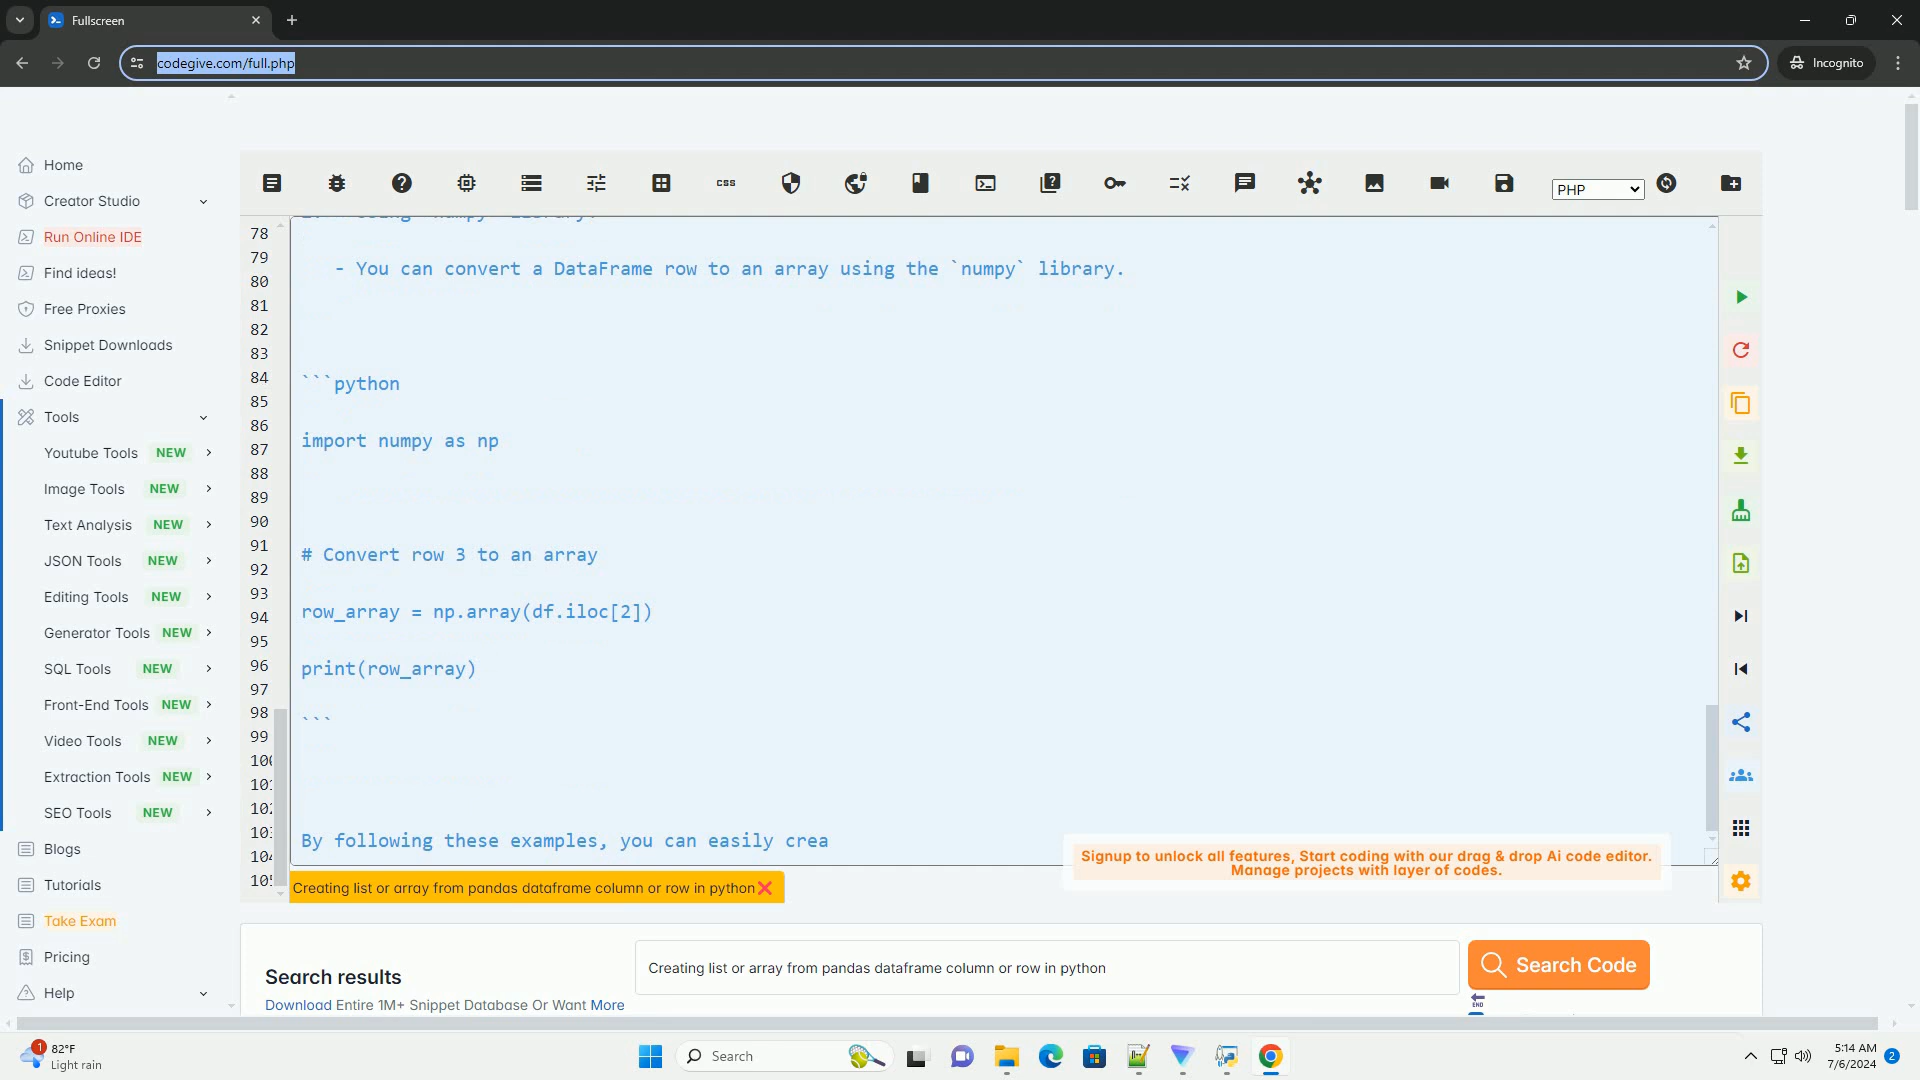 Fullscreen
codegive.com/full.php
Incognito
Home
Creator Studio
Run Online IDE
Find ideas!
Free Proxies
Snippet Downloads
Code Editor
Tools
Youtube Tools NEW
Image Tools NEW
Text Analysis NEW
JSON Tools NEW
Editing Tools NEW
Generator Tools NEW
SQL Tools NEW
Front-End Tools NEW
Video Tools NEW
Extraction Tools NEW
SEO Tools NEW
Blogs
Tutorials
Take Exam
Pricing
Help
css
PHP
78
79
80
81
82
83
84
85
86
87
88
89
90
91
92
93
94
95
96
97
98
99
- You can convert a DataFrame row to an array using the `numpy` library.
```python
import numpy as np
# Convert row 3 to an array
row_array = np.array(df.iloc[2])
print(row_array)
```
By following these examples, you can easily crea
Signup to unlock all features, Start coding with our drag & drop Ai code editor.
Manage projects with layer of codes.
Creating list or array from pandas dataframe column or row in python
Search results
Download Entire 1M+ Snippet Database Or Want More
Creating list or array from pandas dataframe column or row in python
Search Code
END
1
82°F
Light rain
Search
5:14 AM
7/6/2024
2